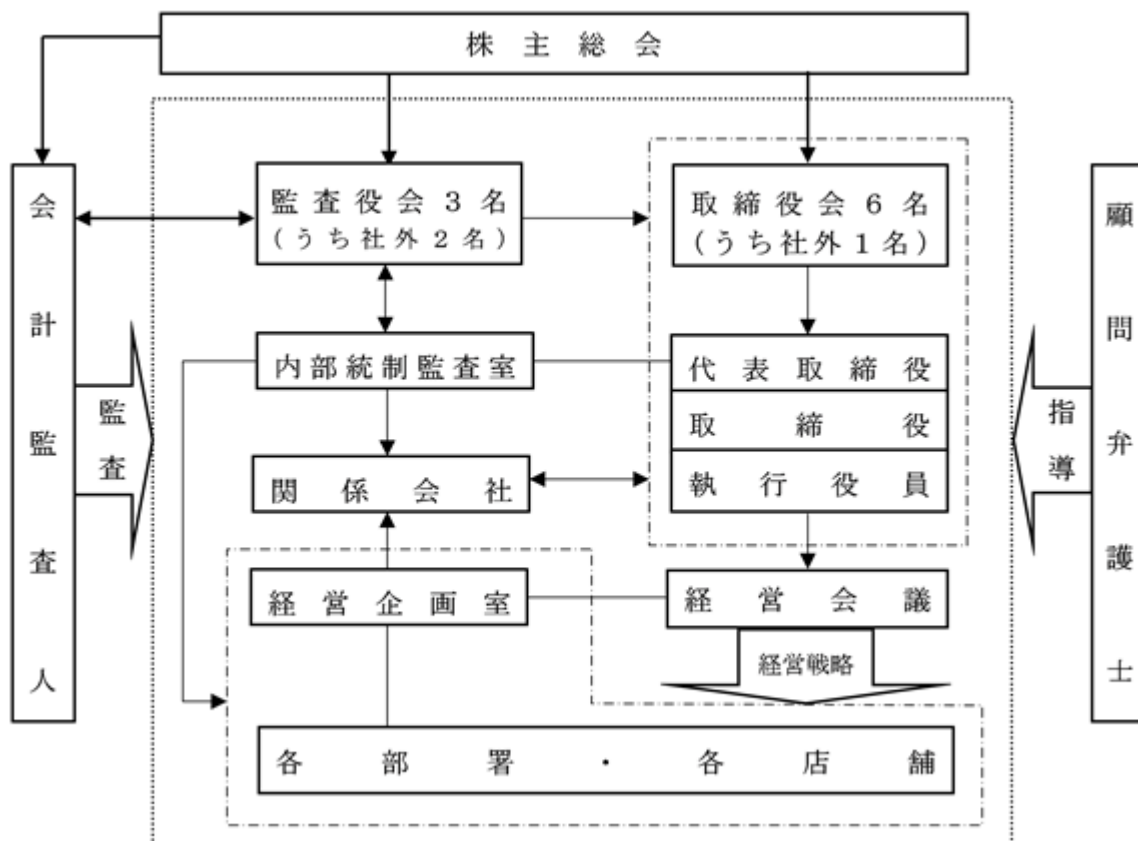 株主総会
監査役会3名
(うち社外2名)
取締役会6名
(うち社外1名)
会計監査人
顧問弁護士
内部統制監査室
代表取締役
取締役
監査
指導
関係会社
執行役員
経営企画室
経営会議
経営戦略
各部署・各店舗